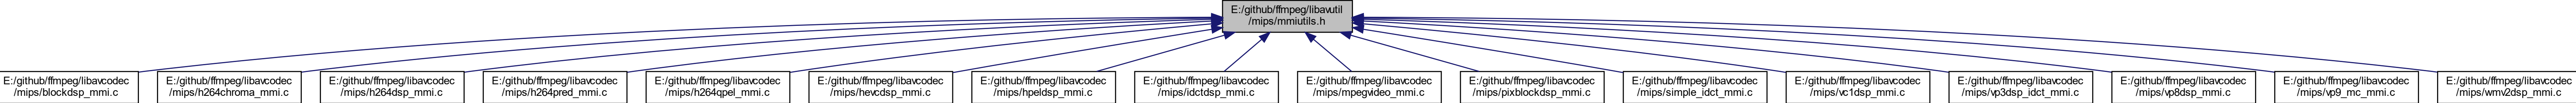 E:/github/ffmpeg/libavutil
/mips/mmiutils.h
E:/github/ffmpeg/libavcodec
/mips/blockdsp_mmi.c
E:/github/ffmpeg/libavcodec
/mips/h264chroma_mmi.c
E:/github/ffmpeg/libavcodec
/mips/h264dsp_mmi.c
E:/github/ffmpeg/libavcodec
/mips/h264pred_mmi.c
E:/github/ffmpeg/libavcodec
/mips/h264qpel_mmi.c
E:/github/ffmpeg/libavcodec
/mips/hevcdsp_mmi.c
E:/github/ffmpeg/libavcodec
/mips/hpeldsp_mmi.c
E:/github/ffmpeg/libavcodec
/mips/idctdsp_mmi.c
E:/github/ffmpeg/libavcodec
/mips/mpegvideo_mmi.c
E:/github/ffmpeg/libavcodec
/mips/pixblockdsp_mmi.c
E:/github/ffmpeg/libavcodec
/mips/simple_idct_mmi.c
E:/github/ffmpeg/libavcodec
/mips/vc1dsp_mmi.c
E:/github/ffmpeg/libavcodec
/mips/vp3dsp_idct_mmi.c
E:/github/ffmpeg/libavcodec
/mips/vp8dsp_mmi.c
E:/github/ffmpeg/libavcodec
/mips/vp9_mc_mmi.c
E:/github/ffmpeg/libavcodec
/mips/wmv2dsp_mmi.c